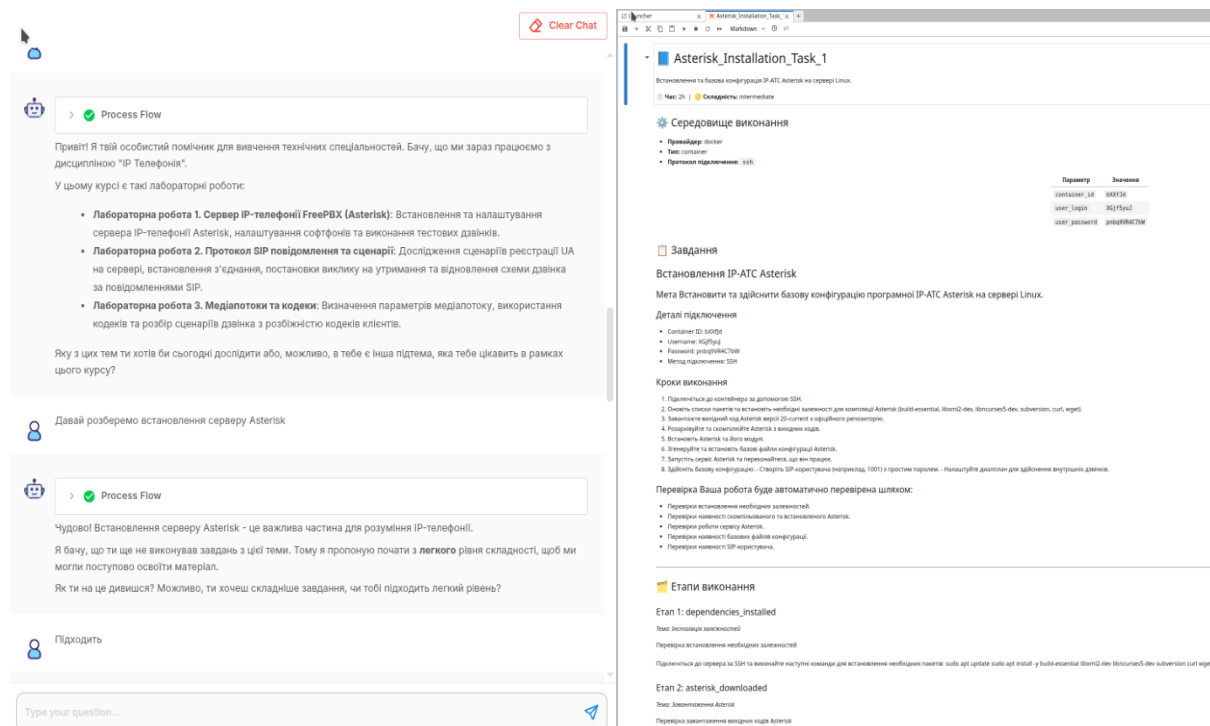 Clear Chat
Process Flow
Привіт! Я твій особистий помічник для вивчення технічних спеціальностей. Бачу, що ми зараз працюємо з
дисципліною "IP Телефонія".
У цьому курсі є такі лабораторні роботи:
• Лабораторна робота 1. Сервер IP-телефонії FreePBX (Asterisk): Встановлення та налаштування
сервера IP-телефонії Asterisk, налаштування софтфонів та виконання тестових дзвінків.
• Лабораторна робота 2. Протокол SIP повідомлення та сценарії: Дослідження сценаріїв реєстрації UA
на сервері, встановлення з'єднання, постановки виклику на утримання та відновлення схеми дзвінка
за повідомленнями SIP.
• Лабораторна робота 3. Медіапотоки та кодеки: Визначення параметрів медіапотоку, використання
кодеків та розбір сценаріїв дзвінка з розбіжністю кодеків клієнтів.
Яку з цих тем ти хотів би сьогодні дослідити або, можливо, в тебе є інша підтема, яка тебе цікавить в рамках
цього курсу?
Давай розберемо встановлення серверу Asterisk
Process Flow
Чудово! Встановлення серверу Asterisk - це важлива частина для розуміння IP-телефонії.
Я бачу, що ти ще не виконував завдань з цієї теми. Тому я пропоную почати з легкого рівня складності, щоб ми
могли поступово освоїти матеріал.
Як ти на це дивишся? Можливо, ти хочеш складніше завдання, чи тобі підходить легкий рівень?
Підходить
Type your question...
Asterisk_Installation_Task_
Markdown
Asterisk_Installation_Task_1
Встановлення та базова конфігурація IP-АТС Asterisk на сервері Linux.
Час: 2h | Складність: intermediate
Середовище виконання
• Провайдер: docker
• Тип: container
• Протокол підключення: ssh
Параметр Значення
container_id bXXfJd
user_login XGjf5yuJ
user_password pnbq9VR4C7bW
Завдання
Встановлення IP-АТС Asterisk
Мета Встановити та здійснити базову конфігурацію програмної IP-АТС Asterisk на сервері Linux.
Деталі підключення
• Container ID: bXXfJd
• Username: XGjf5yuJ
• Password: pnbq9VR4C7bW
• Метод підключення: SSH
Кроки виконання
1. Підключіться до контейнера за допомогою SSH.
2. Оновіть списки пакетів та встановіть необхідні залежності для компіляції Asterisk (build-essential, libxml2-dev, libncurses5-dev, subversion, curl, wget).
3. Завантажте вихідний код Asterisk версії 20-current з офіційного репозиторію.
4. Розархівуйте та скомпілюйте Asterisk з вихідних кодів.
5. Встановіть Asterisk та його модулі.
6. Згенеруйте та встановіть базові файли конфігурації Asterisk.
7. Запустіть сервіс Asterisk та переконайтеся, що він працює.
8. Здійсніть базову конфігурацію: - Створіть SIP-користувача (наприклад, 1001) з простим паролем. - Налаштуйте діалплан для здійснення внутрішніх дзвінків.
Перевірка Ваша робота буде автоматично перевірена шляхом:
• Перевірки встановлення необхідних залежностей.
• Перевірки наявності скомпільованого та встановленого Asterisk.
• Перевірки роботи сервісу Asterisk.
• Перевірки наявності базових файлів конфігурації.
• Перевірки наявності SIP-користувача.
Етапи виконання
Етап 1: dependencies_installed
Тема: Інсталяція залежностей
Перевірка встановлення необхідних залежностей
Підключіться до сервера за SSH та виконайте наступні команди для встановлення необхідних пакетів: sudo apt update sudo apt install -y build-essential libxml2-dev libncurses5-dev subversion curl wge
Етап 2: asterisk_downloaded
Тема: Завантаження Asterisk
Перевірка завантаження вихідних кодів Asterisk